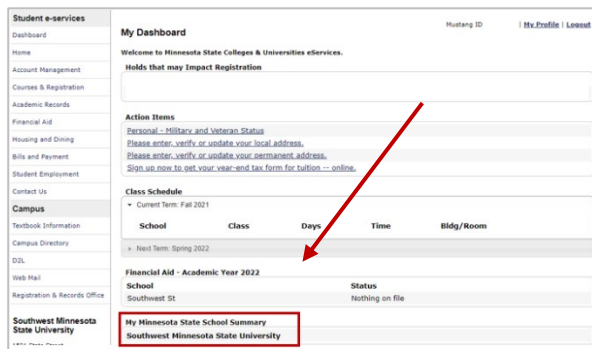 Student e-services
Dashboard
Home
Account Management
Courses & Registration
Academic Records
Financial Aid
Housing and Dining
Bills and Payment
Student Employment
Contact Us
Campus
Textbook Information
Campus Directory
D2L
Web Mail
Registration & Records Office
Southwest Minnesota
State University
Mustang ID | My Profile | Logout
My Dashboard
Welcome to Minnesota State Colleges & Universities eServices.
Holds that may Impact Registration
Action Items
Personal - Military and Veteran Status
Please enter, verify or update your local address.
Please enter, verify or update your permanent address.
Sign up now to get your year-end tax form for tuition -- online.
Class Schedule
Current Term: Fall 2021
School Class Days Time Bldg/Room
Next Term: Spring 2022
Financial Aid - Academic Year 2022
School Status
Southwest St Nothing on file
My Minnesota State School Summary
Southwest Minnesota State University